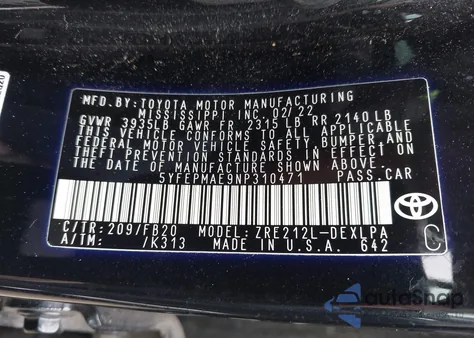 MFD.BY:TOYOTA MOTOR MANUFACTURING
MISSISSIPPI INC. 02/22
GVWR 3935LB GAWR FR 2315 LB RR 2140 LB
THIS VEHICLE CONFORMS TO ALL APPLICABLE
FEDERAL MOTOR VEHICLE SAFETY, BUMPER, AND
THEFT PREVENTION STANDARDS IN EFFECT ON
THE DATE OF MANUFACTURE SHOWN ABOVE.
5YFEPMAE9NP310471 PASS.CAR
C/TR:209/FB20 MODEL:ZRE212L-DEXLPA
A/TM: /K313 MADE IN U.S.A. 642
C
AutoSnap